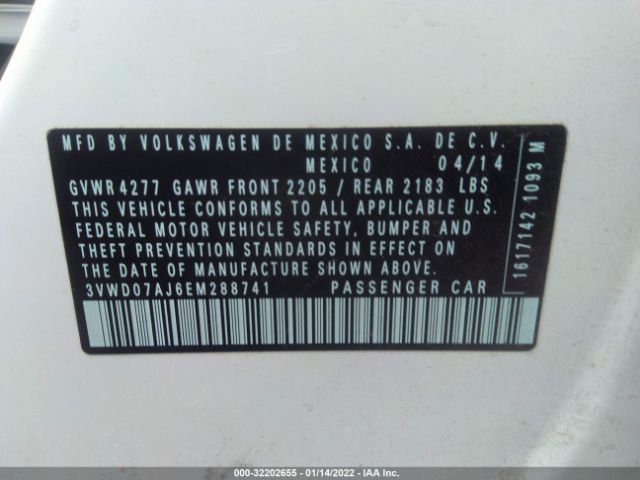 MFD BY VOLKSWAGEN DE MEXICO S.A. DE C.V.
MEXICO 04/14
GVWR 4277 GAWR FRONT 2205 / REAR 2183 LBS
THIS VEHICLE CONFORMS TO ALL APPLICABLE U.S.
FEDERAL MOTOR VEHICLE SAFETY, BUMPER AND
THEFT PREVENTION STANDARDS IN EFFECT ON
THE DATE OF MANUFACTURE SHOWN ABOVE.
3VWD07AJ6EM288741 PASSENGER CAR
1617142 1093 M
000-32202655 - 01/14/2022 - IAA Inc.